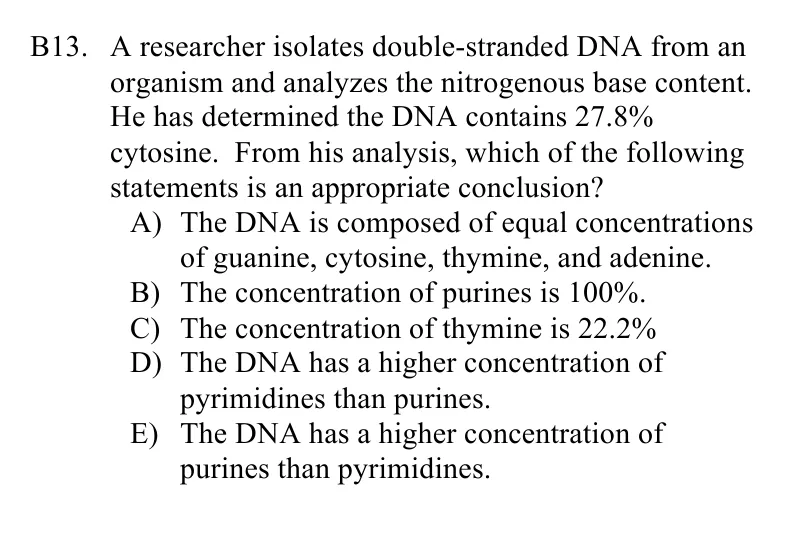 B13. A researcher isolates double-stranded DNA from an
organism and analyzes the nitrogenous base content.
He has determined the DNA contains 27.8%
cytosine. From his analysis, which of the following
statements is an appropriate conclusion?
A) The DNA is composed of equal concentrations
of guanine, cytosine, thymine, and adenine.
B) The concentration of purines is 100%.
C) The concentration of thymine is 22.2%
D) The DNA has a higher concentration of
pyrimidines than purines.
E) The DNA has a higher concentration of
purines than pyrimidines.